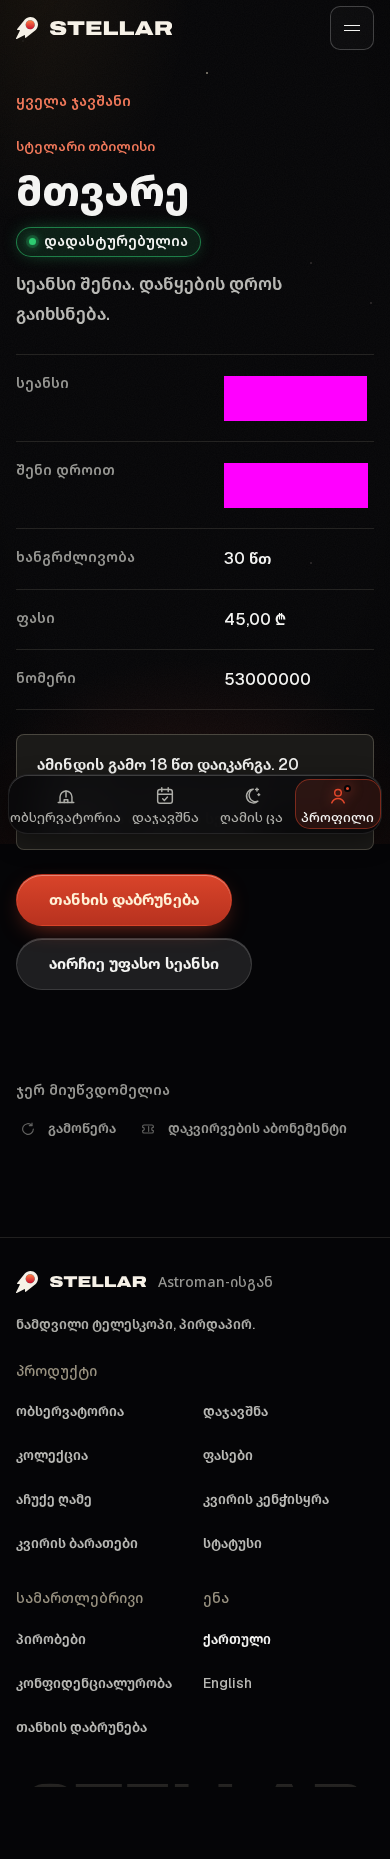 STELLAR
ყველა ჯავშანი
სტელარი თბილისი
მთვარე
დადასტურებულია
სეანსი შენია. დაწყების დროს
გაიხსნება.
სეანსი
შენი დროით
ხანგრძლივობა 30 წთ
ფასი 45,00 ₾
ნომერი 53000000
ამინდის გამო 18 წთ დაიკარგა. 20
ობსერვატორია დაჯავშნა ღამის ცა პროფილი
თანხის დაბრუნება
აირჩიე უფასო სეანსი
ჯერ მიუწვდომელია
გამოწერა დაკვირვების აბონემენტი
STELLAR Astroman-ისგან
ნამდვილი ტელესკოპი, პირდაპირ.
პროდუქტი
ობსერვატორია დაჯავშნა
კოლექცია ფასები
აჩუქე ღამე კვირის კენჭისყრა
კვირის ბარათები სტატუსი
სამართლებრივი ენა
პირობები ქართული
კონფიდენციალურობა English
თანხის დაბრუნება